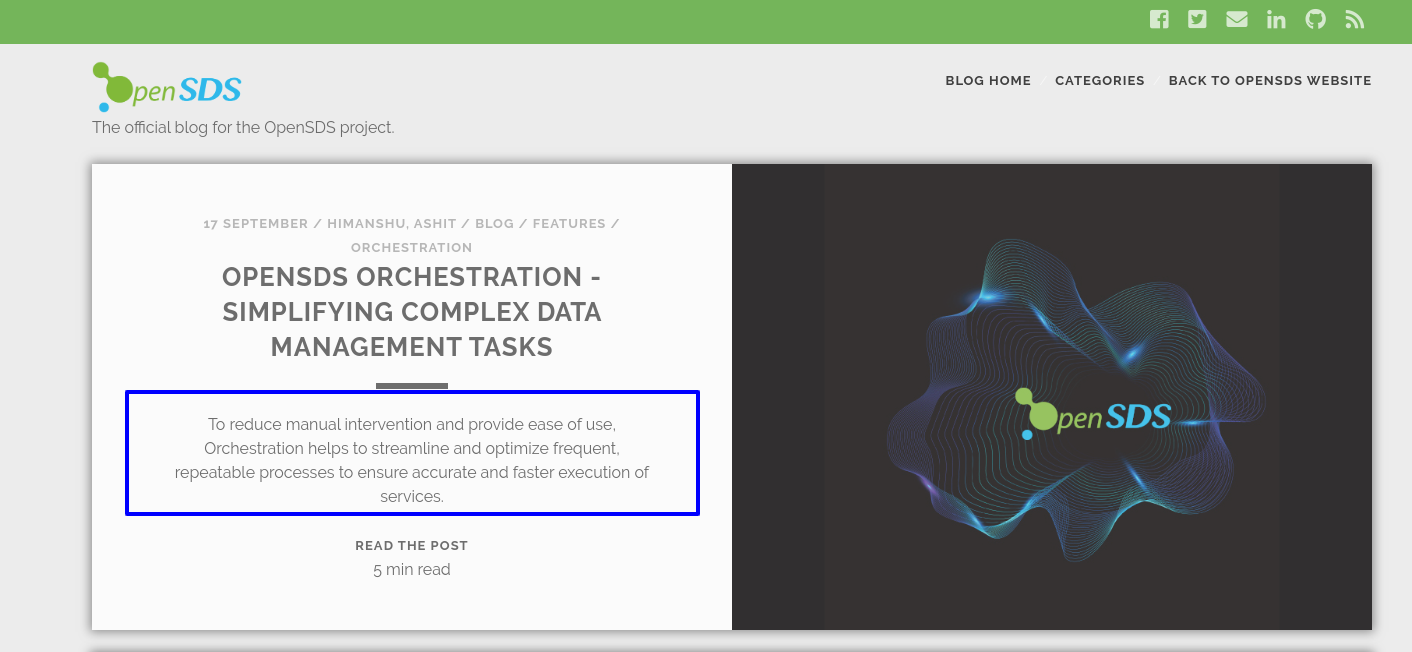 OpenSDS
BLOG HOME / CATEGORIES / BACK TO OPENSDS WEBSITE
The official blog for the OpenSDS project.
17 SEPTEMBER / HIMANSHU, ASHIT / BLOG / FEATURES /
ORCHESTRATION
OPENSDS ORCHESTRATION -
SIMPLIFYING COMPLEX DATA
MANAGEMENT TASKS
To reduce manual intervention and provide ease of use,
Orchestration helps to streamline and optimize frequent,
repeatable processes to ensure accurate and faster execution of
services.
READ THE POST
5 min read
OpenSDS